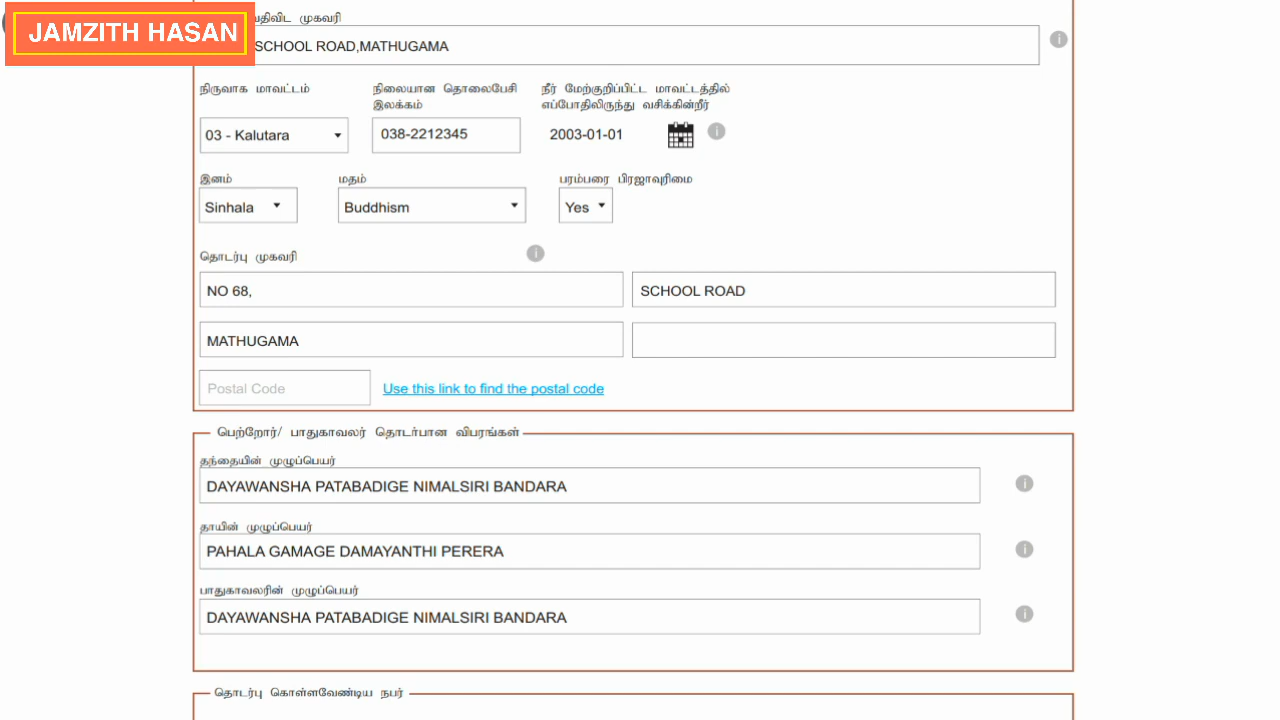 JAMZITH HASAN
முகவரி
SCHOOL ROAD,MATHUGAMA
நிருவாக மாவட்டம்
நிலையான தொலைபேசி
இலக்கம்
நீர் மேற்குறிப்பிட்ட மாவட்டத்தில்
எப்போதிலிருந்து வசிக்கின்றீர்
03 - Kalutara
038-2212345
2003-01-01
இனம்
மதம்
பரம்பரை பிரஜாவுரிமை
Sinhala
Buddhism
Yes
தொடர்பு முகவரி
NO 68,
SCHOOL ROAD
MATHUGAMA
Postal Code
Use this link to find the postal code
பெற்றோர்/ பாதுகாவலர் தொடர்பான விபரங்கள்
தந்தையின் முழுப்பெயர்
DAYAWANSHA PATABADIGE NIMALSIRI BANDARA
தாயின் முழுப்பெயர்
PAHALA GAMAGE DAMAYANTHI PERERA
பாதுகாவலரின் முழுப்பெயர்
DAYAWANSHA PATABADIGE NIMALSIRI BANDARA
தொடர்பு கொள்ளவேண்டிய நபர்